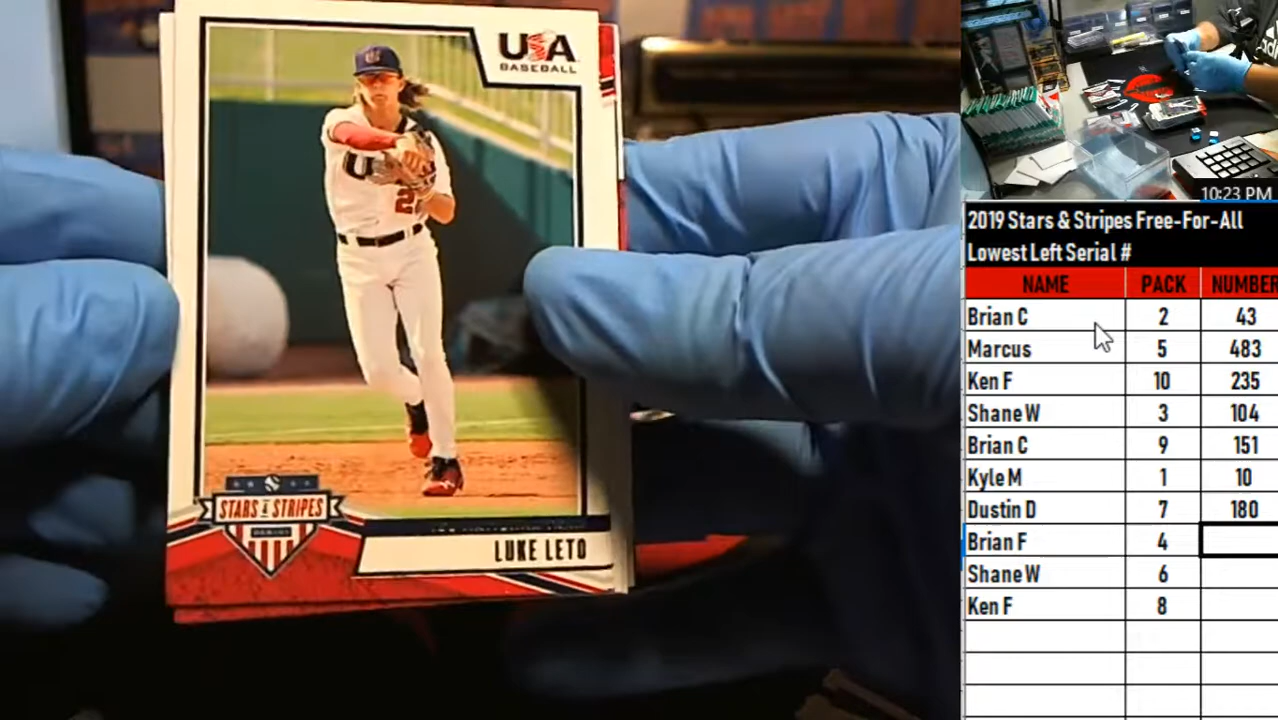 USA
BASEBALL
STARS & STRIPES
PANINI
LUKE LETO
10:23 PM
2019 Stars & Stripes Free-For-All
Lowest Left Serial #
NAME PACK NUMBER
Brian C 2 43
Marcus 5 483
Ken F 10 235
Shane W 3 104
Brian C 9 151
Kyle M 1 10
Dustin D 7 180
Brian F 4
Shane W 6
Ken F 8